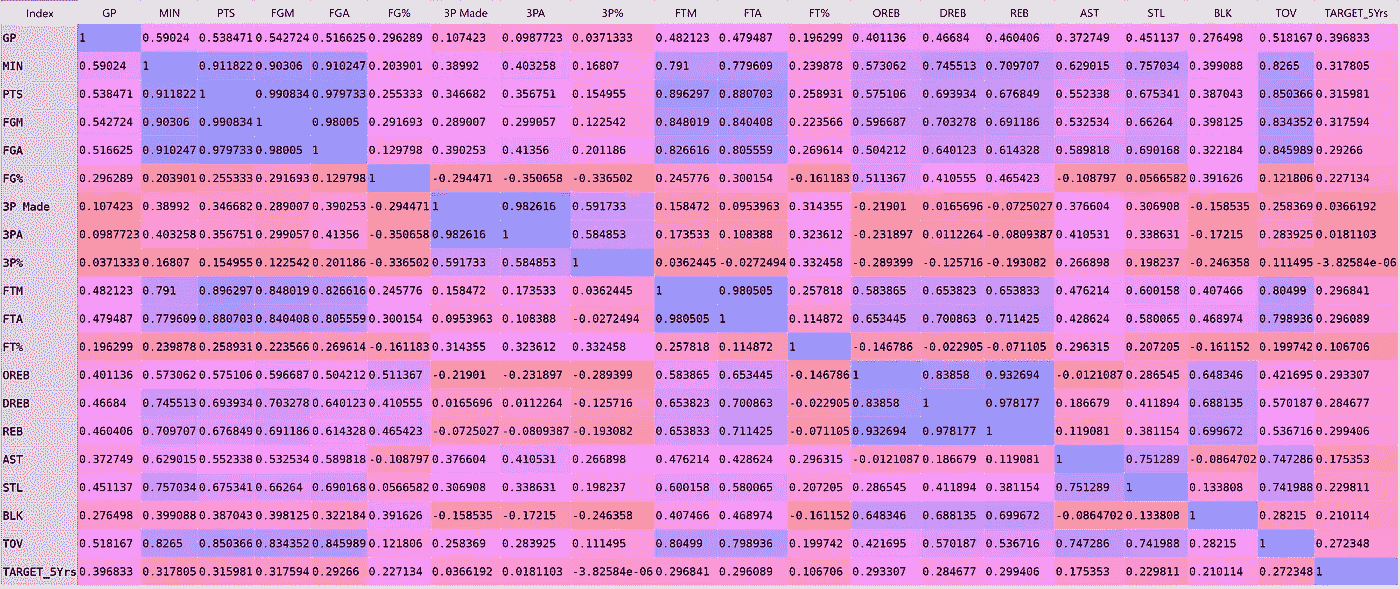 Index GP MIN PTS FGM FGA FG% 3P Made 3PA 3P% FTM FTA FT% OREB DREB REB AST STL BLK TOV TARGET_5Yrs
GP 1 0.59024 0.538471 0.542724 0.516625 0.296289 0.107423 0.0987723 0.0371333 0.482123 0.479487 0.196299 0.401136 0.46684 0.460406 0.372749 0.451137 0.276498 0.518167 0.396833
MIN 0.59024 1 0.911822 0.90306 0.910247 0.203901 0.38992 0.403258 0.16807 0.791 0.779609 0.239878 0.573062 0.745513 0.709707 0.629015 0.757034 0.399088 0.8265 0.317805
PTS 0.538471 0.911822 1 0.990834 0.979733 0.255333 0.346682 0.356751 0.154955 0.896297 0.880703 0.258931 0.575106 0.693934 0.676849 0.552338 0.675341 0.387043 0.850366 0.315981
FGM 0.542724 0.90306 0.990834 1 0.98005 0.291693 0.289007 0.299057 0.122542 0.848019 0.840408 0.223566 0.596687 0.703278 0.691186 0.532534 0.66264 0.398125 0.834352 0.317594
FGA 0.516625 0.910247 0.979733 0.98005 1 0.129798 0.390253 0.41356 0.201186 0.826616 0.805559 0.269614 0.504212 0.640123 0.614328 0.589818 0.690168 0.322184 0.845989 0.29266
FG% 0.296289 0.203901 0.255333 0.291693 0.129798 1 -0.294471 -0.350658 -0.336502 0.245776 0.300154 -0.161183 0.511367 0.410555 0.465423 -0.108797 0.0566582 0.391626 0.121806 0.227134
3P Made 0.107423 0.38992 0.346682 0.289007 0.390253 -0.294471 1 0.982616 0.591733 0.158472 0.0953963 0.314355 -0.21901 0.0165696 -0.0725027 0.376604 0.306908 -0.158535 0.258369 0.0366192
3PA 0.0987723 0.403258 0.356751 0.299057 0.41356 -0.350658 0.982616 1 0.584853 0.173533 0.108388 0.323612 -0.231897 0.0112264 -0.0809387 0.410531 0.338631 -0.17215 0.283925 0.0181103
3P% 0.0371333 0.16807 0.154955 0.122542 0.201186 -0.336502 0.591733 0.584853 1 0.0362445 -0.0272494 0.332458 -0.289399 -0.125716 -0.193082 0.266898 0.198237 -0.246358 0.111495 -3.82584e-06
FTM 0.482123 0.791 0.896297 0.848019 0.826616 0.245776 0.158472 0.173533 0.0362445 1 0.980505 0.257818 0.583865 0.653823 0.653833 0.476214 0.600158 0.407466 0.80499 0.296841
FTA 0.479487 0.779609 0.880703 0.840408 0.805559 0.300154 0.0953963 0.108388 -0.0272494 0.980505 1 0.114872 0.653445 0.700863 0.711425 0.428624 0.580065 0.468974 0.798936 0.296089
FT% 0.196299 0.239878 0.258931 0.223566 0.269614 -0.161183 0.314355 0.323612 0.332458 0.257818 0.114872 1 -0.146786 -0.022905 -0.071105 0.296315 0.207205 -0.161152 0.199742 0.106706
OREB 0.401136 0.573062 0.575106 0.596687 0.504212 0.511367 -0.21901 -0.231897 -0.289399 0.583865 0.653445 -0.146786 1 0.83858 0.932694 -0.0121087 0.286545 0.648346 0.421695 0.293307
DREB 0.46684 0.745513 0.693934 0.703278 0.640123 0.410555 0.0165696 0.0112264 -0.125716 0.653823 0.700863 -0.022905 0.83858 1 0.978177 0.186679 0.411894 0.688135 0.570187 0.284677
REB 0.460406 0.709707 0.676849 0.691186 0.614328 0.465423 -0.0725027 -0.0809387 -0.193082 0.653833 0.711425 -0.071105 0.932694 0.978177 1 0.119081 0.381154 0.699672 0.536716 0.299406
AST 0.372749 0.629015 0.552338 0.532534 0.589818 -0.108797 0.376604 0.410531 0.266898 0.476214 0.428624 0.296315 -0.0121087 0.186679 0.119081 1 0.751289 -0.0864702 0.747286 0.175353
STL 0.451137 0.757034 0.675341 0.66264 0.690168 0.0566582 0.306908 0.338631 0.198237 0.600158 0.580065 0.207205 0.286545 0.411894 0.381154 0.751289 1 0.133808 0.741988 0.229811
BLK 0.276498 0.399088 0.387043 0.398125 0.322184 0.391626 -0.158535 -0.17215 -0.246358 0.407466 0.468974 -0.161152 0.648346 0.688135 0.699672 -0.0864702 0.133808 1 0.28215 0.210114
TOV 0.518167 0.8265 0.850366 0.834352 0.845989 0.121806 0.258369 0.283925 0.111495 0.80499 0.798936 0.199742 0.421695 0.570187 0.536716 0.747286 0.741988 0.28215 1 0.272348
TARGET_5Yrs 0.396833 0.317805 0.315981 0.317594 0.29266 0.227134 0.0366192 0.0181103 -3.82584e-06 0.296841 0.296089 0.106706 0.293307 0.284677 0.299406 0.175353 0.229811 0.210114 0.272348 1